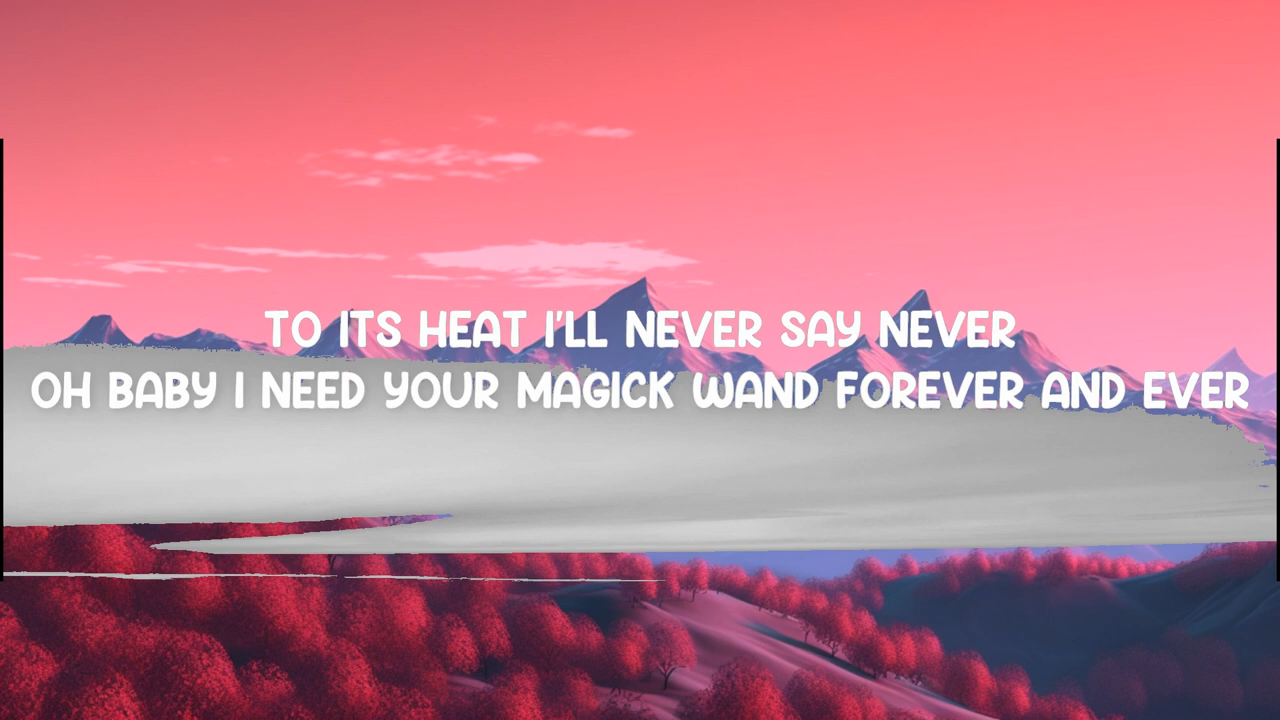 TO ITS HEAT I'LL NEVER SAY NEVER
OH BABY I NEED YOUR MAGICK WAND FOREVER AND EVER